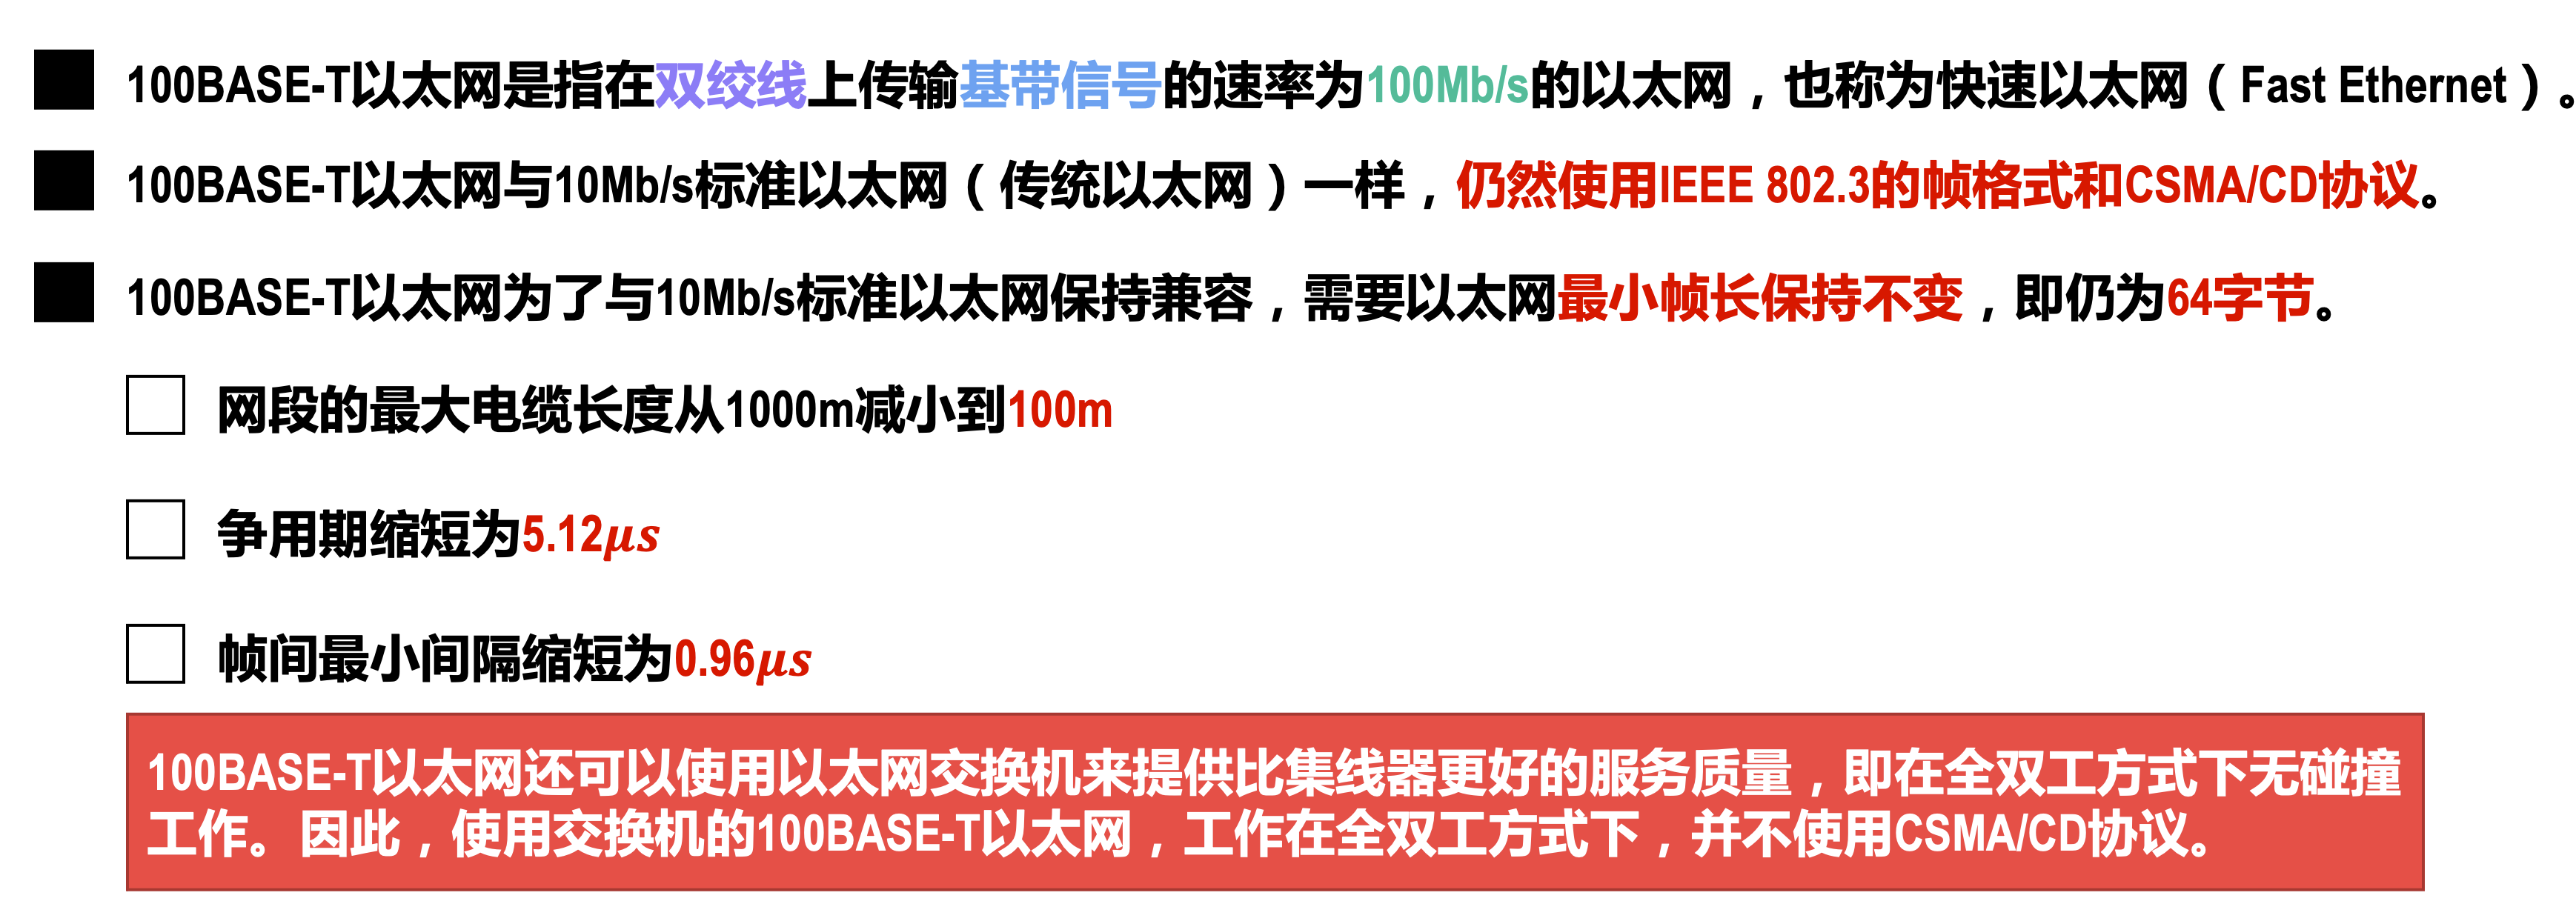 100BASE-T以太网是指在双绞线上传输基带信号的速率为100Mb/s的以太网，也称为快速以太网（Fast Ethernet）。
100BASE-T以太网与10Mb/s标准以太网（传统以太网）一样，仍然使用IEEE 802.3的帧格式和CSMA/CD协议。
100BASE-T以太网为了与10Mb/s标准以太网保持兼容，需要以太网最小帧长保持不变，即仍为64字节。
网段的最大电缆长度从1000m减小到100m
争用期缩短为5.12μs
帧间最小间隔缩短为0.96μs
100BASE-T以太网还可以使用以太网交换机来提供比集线器更好的服务质量，即在全双工方式下无碰撞
工作。因此，使用交换机的100BASE-T以太网，工作在全双工方式下，并不使用CSMA/CD协议。